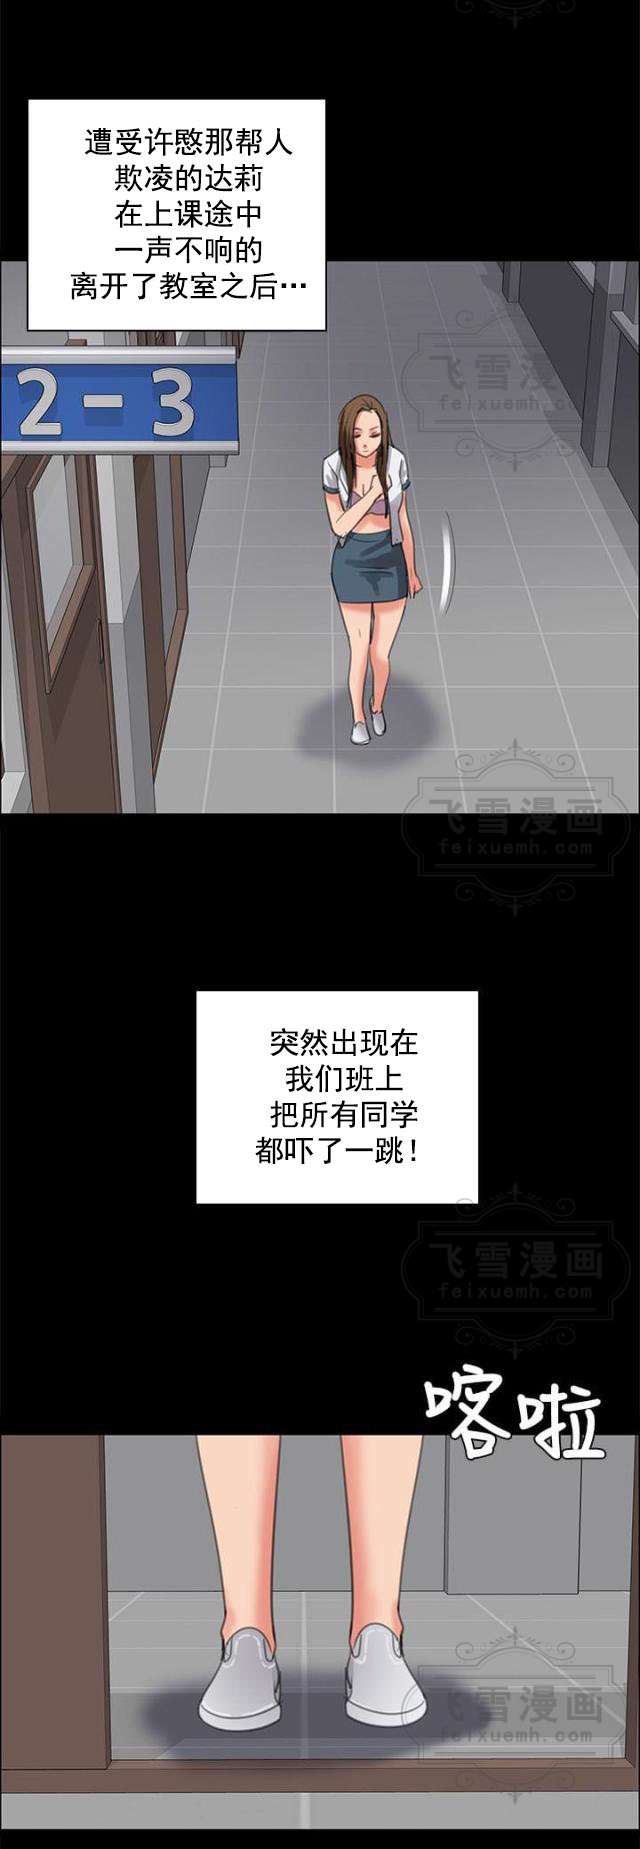 遭受许愍那帮人
欺凌的达莉
在上课途中
一声不响的
离开了教室之后…
2-3
飞雪漫画
feixuemh.com
飞雪漫画
feixuemh.com
突然出现在
我们班上
把所有同学
都吓了一跳！
飞雪漫画
feixuemh.com
喀啦
飞雪漫画
feixuemh.com